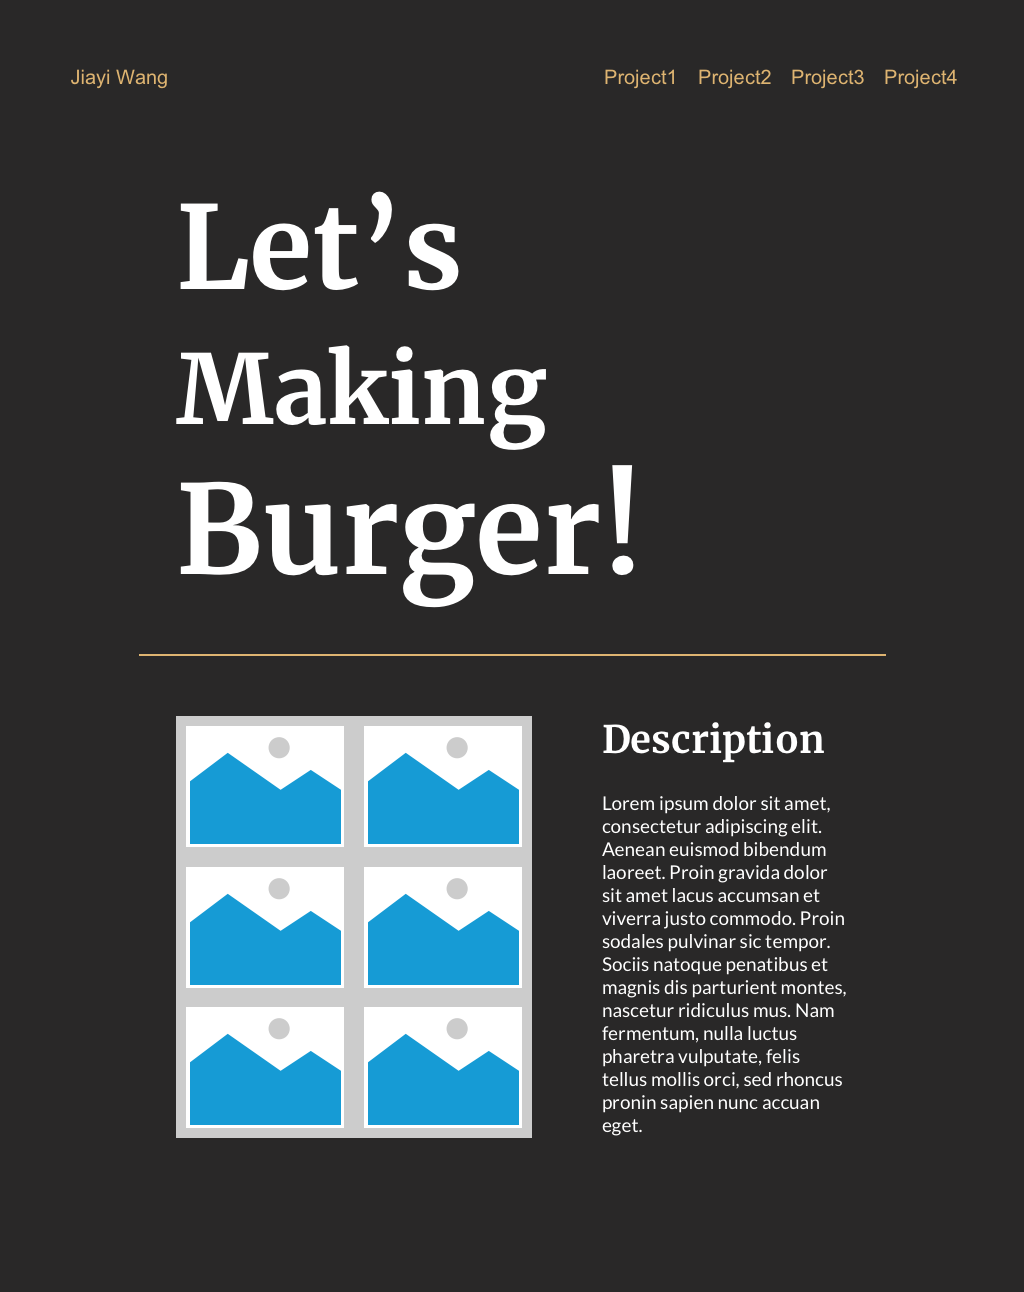 Jiayi Wang
Project1 Project2 Project3 Project4
Let’s
Making
Burger!
Description
Lorem ipsum dolor sit amet,
consectetur adipiscing elit.
Aenean euismod bibendum
laoreet. Proin gravida dolor
sit amet lacus accumsan et
viverra justo commodo. Proin
sodales pulvinar sic tempor.
Sociis natoque penatibus et
magnis dis parturient montes,
nascetur ridiculus mus. Nam
fermentum, nulla luctus
pharetra vulputate, felis
tellus mollis orci, sed rhoncus
pronin sapien nunc accuan
eget.